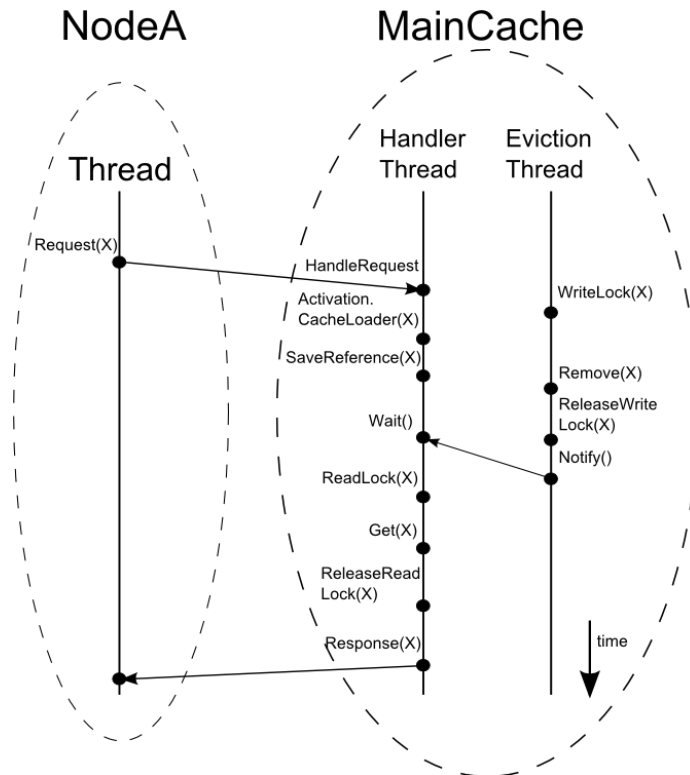 NodeA
MainCache
Thread
Handler
Thread
Eviction
Thread
Request(X)
HandleRequest
Activation.
CacheLoader(X)
SaveReference(X)
Wait()
ReadLock(X)
Get(X)
ReleaseRead
Lock(X)
Response(X)
WriteLock(X)
Remove(X)
ReleaseWrite
Lock(X)
Notify()
time